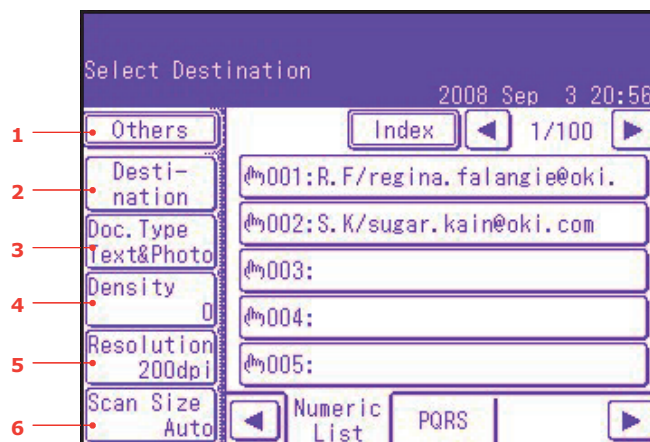 Select Destination
2008 Sep 3 20:56
1
Others
Index
1/100
2
Desti-
nation
001:R.F/regina.falangie@oki.
3
Doc.Type
Text&Photo
002:S.K/sugar.kain@oki.com
003:
4
Density
0
004:
5
Resolution
200dpi
005:
6
Scan Size
Auto
Numeric
List
PQRS